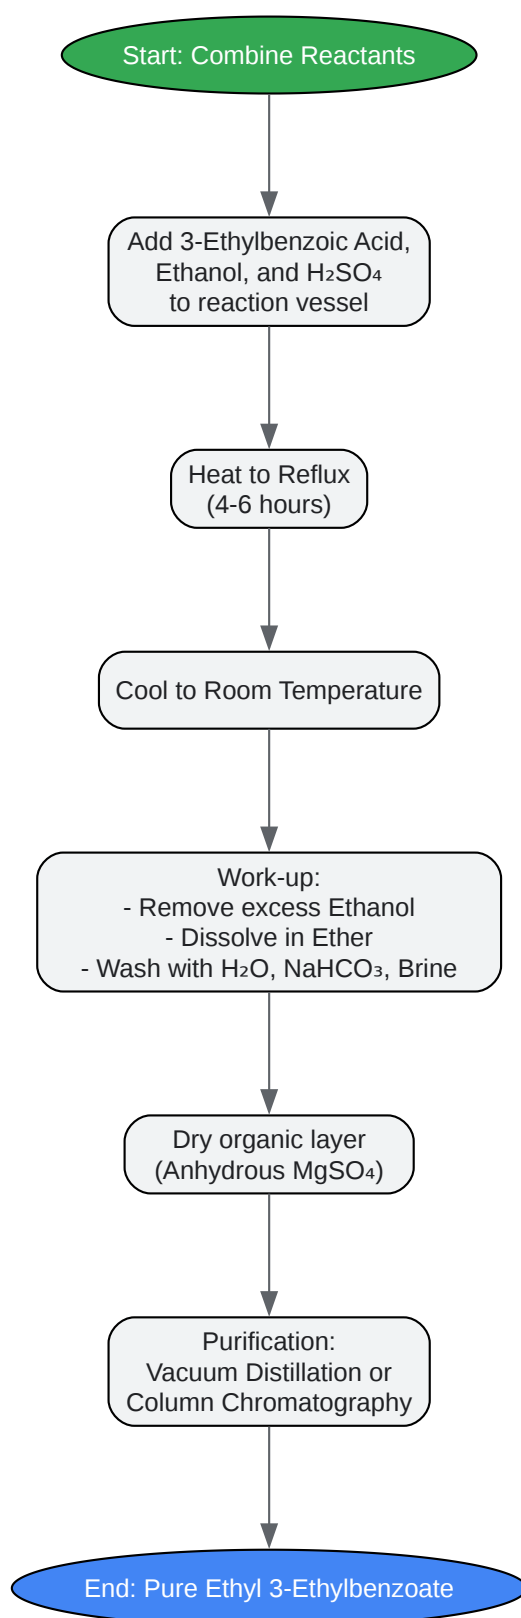 Start: Combine Reactants
Add 3-Ethylbenzoic Acid,
Ethanol, and H₂SO₄
to reaction vessel
Heat to Reflux
(4-6 hours)
Cool to Room Temperature
Work-up:
- Remove excess Ethanol
- Dissolve in Ether
- Wash with H₂O, NaHCO₃, Brine
Dry organic layer
(Anhydrous MgSO₄)
Purification:
Vacuum Distillation or
Column Chromatography
End: Pure Ethyl 3-Ethylbenzoate